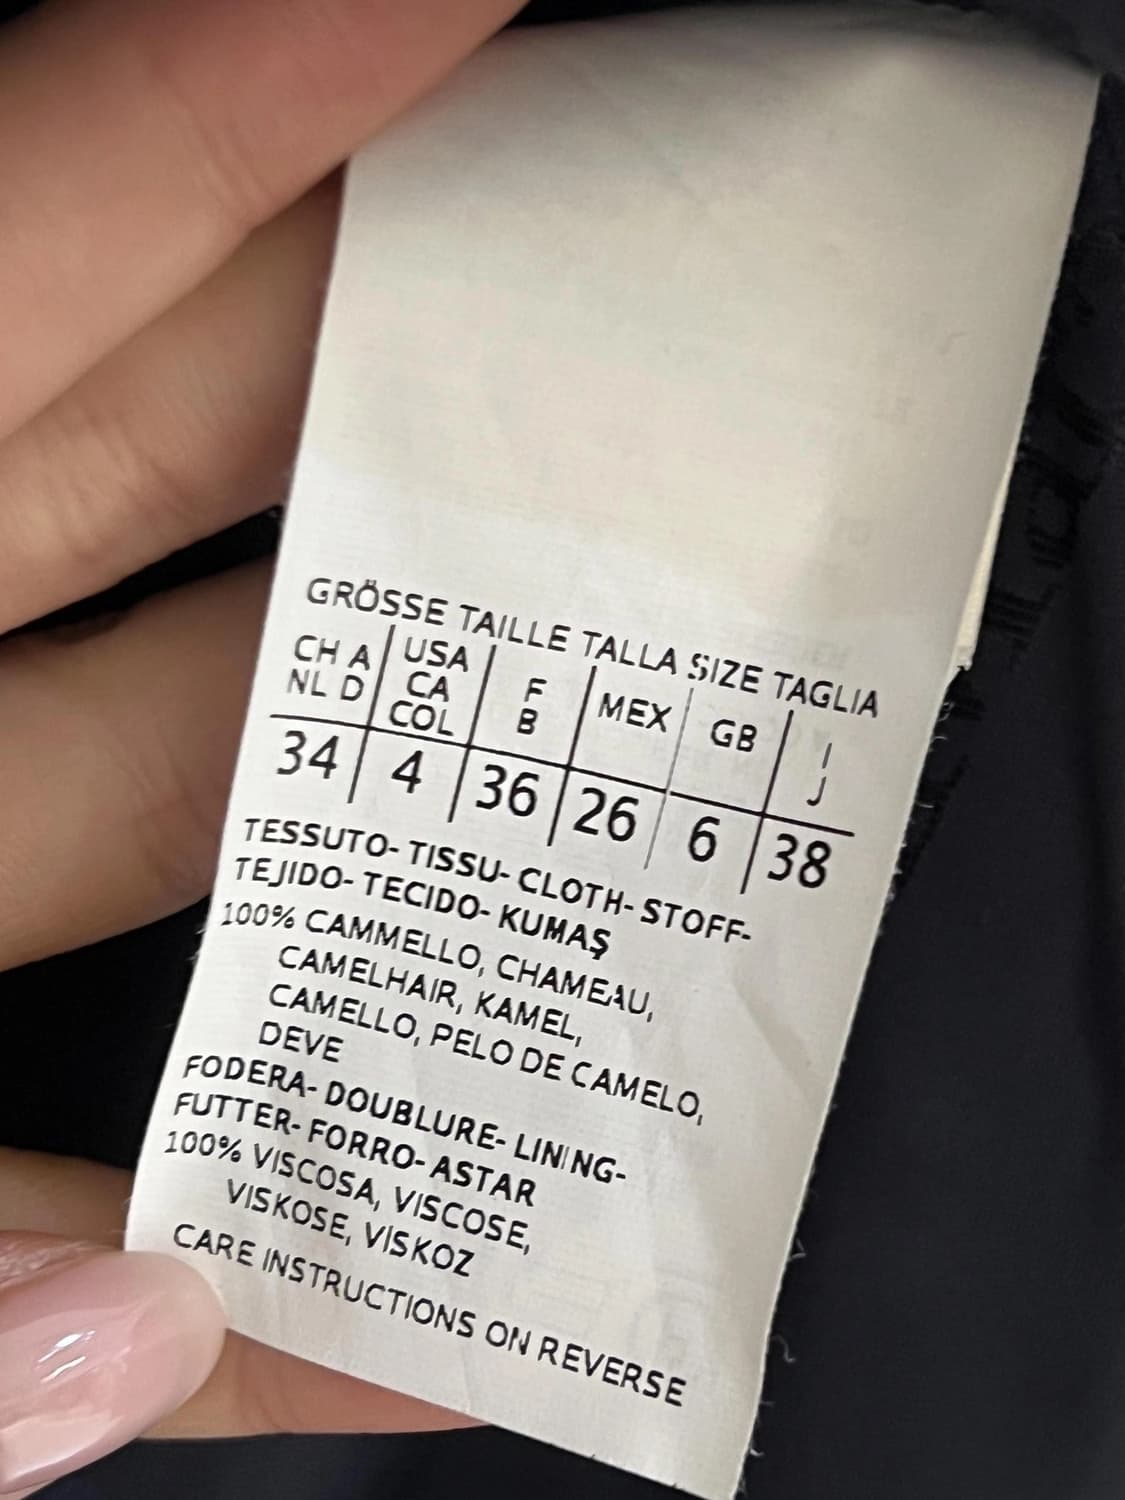 GRÖSSE TAILLE TALLA SIZE TAGLIA
CH A USA F MEX GB I
NL D CA B J
COL
34 4 36 26 6 38
TESSUTO- TISSU- CLOTH- STOFF-
TEJIDO- TECIDO- KUMAŞ
100% CAMMELLO, CHAMEAU,
CAMELHAIR, KAMEL,
CAMELLO, PELO DE CAMELO,
DEVE
FODERA- DOUBLURE- LINING-
FUTTER- FORRO- ASTAR
100% VISCOSA, VISCOSE,
VISKOSE, VISKOZ
CARE INSTRUCTIONS ON REVERSE